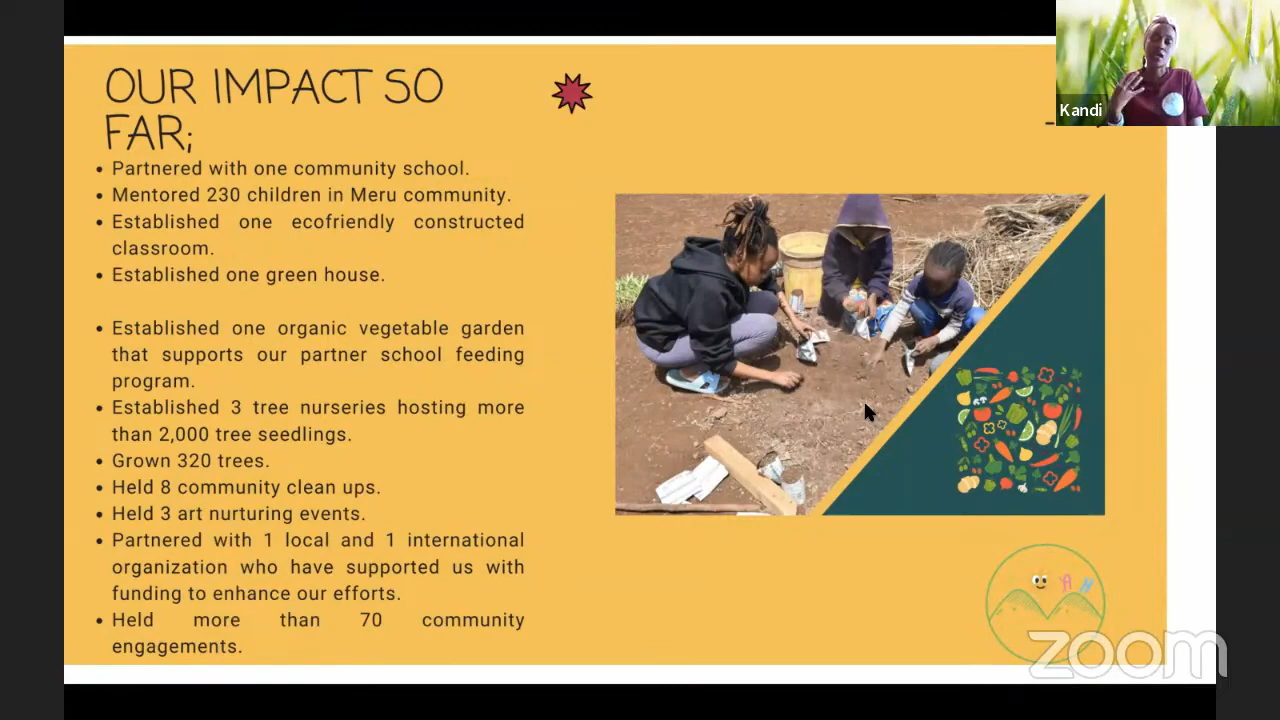 OUR IMPACT SO
FAR;
• Partnered with one community school.
• Mentored 230 children in Meru community.
• Established one ecofriendly constructed
classroom.
• Established one green house.
• Established one organic vegetable garden
that supports our partner school feeding
program.
• Established 3 tree nurseries hosting more
than 2,000 tree seedlings.
• Grown 320 trees.
• Held 8 community clean ups.
• Held 3 art nurturing events.
• Partnered with 1 local and 1 international
organization who have supported us with
funding to enhance our efforts.
• Held more than 70 community
engagements.
Kandi
A H
zoom